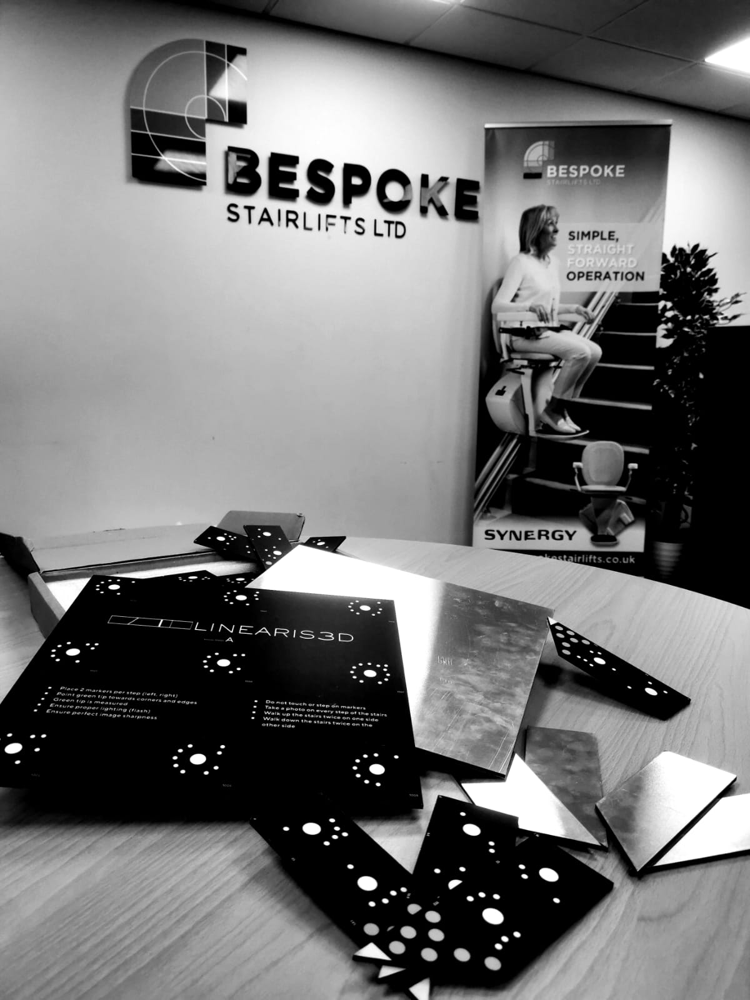 BESPOKE
STAIRLIFTS LTD
BESPOKE
STAIRLIFTS LTD
SIMPLE,
STRAIGHT
FORWARD
OPERATION
SYNERGY
okestairlifts.co.uk
LINEARIS3D
A
Place 2 markers per step (left, right)
Point green tip towards corners and edges
Green tip is measured
Ensure proper lighting (flash)
Ensure perfect image sharpness
Do not touch or step on markers
Take a photo on every step of the stairs
Walk up the stairs twice on one side
Walk down the stairs twice on the
other side